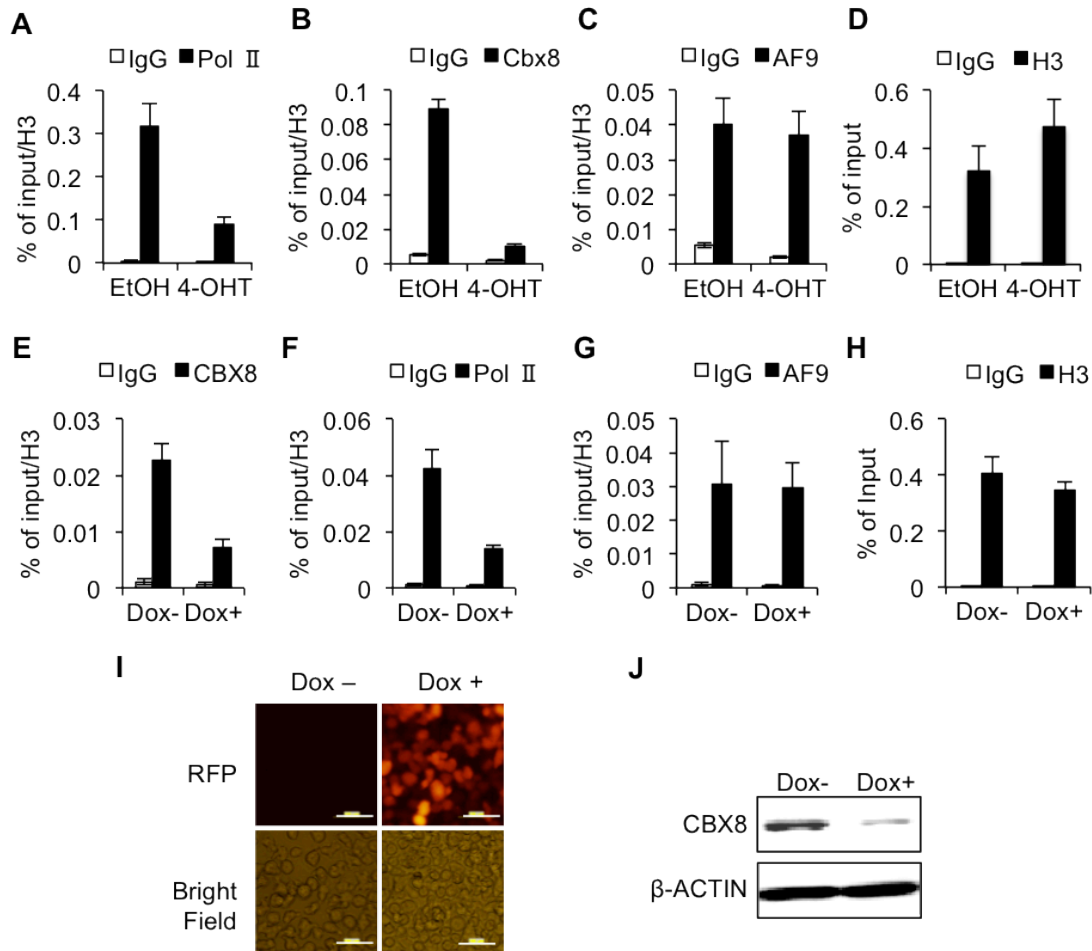 A
□IgG ■Pol Ⅱ
% of input/H3
0.4
0.3
0.2
0.1
0
EtOH 4-OHT
B
□IgG ■Cbx8
% of input/H3
0.1
0.08
0.06
0.04
0.02
0
EtOH 4-OHT
C
□IgG ■AF9
% of input/H3
0.05
0.04
0.03
0.02
0.01
0
EtOH 4-OHT
D
□IgG ■H3
% of input
0.6
0.4
0.2
0
EtOH 4-OHT
E
□IgG ■CBX8
% of input/H3
0.03
0.02
0.01
0
Dox- Dox+
F
□IgG ■Pol Ⅱ
% of input/H3
0.06
0.04
0.02
0
Dox- Dox+
G
□IgG ■AF9
% of input/H3
0.05
0.04
0.03
0.02
0.01
0
Dox- Dox+
H
□IgG ■H3
% of Input
0.6
0.4
0.2
0
Dox- Dox+
I
Dox – Dox +
RFP
Bright
Field
J
Dox- Dox+
CBX8
β-ACTIN